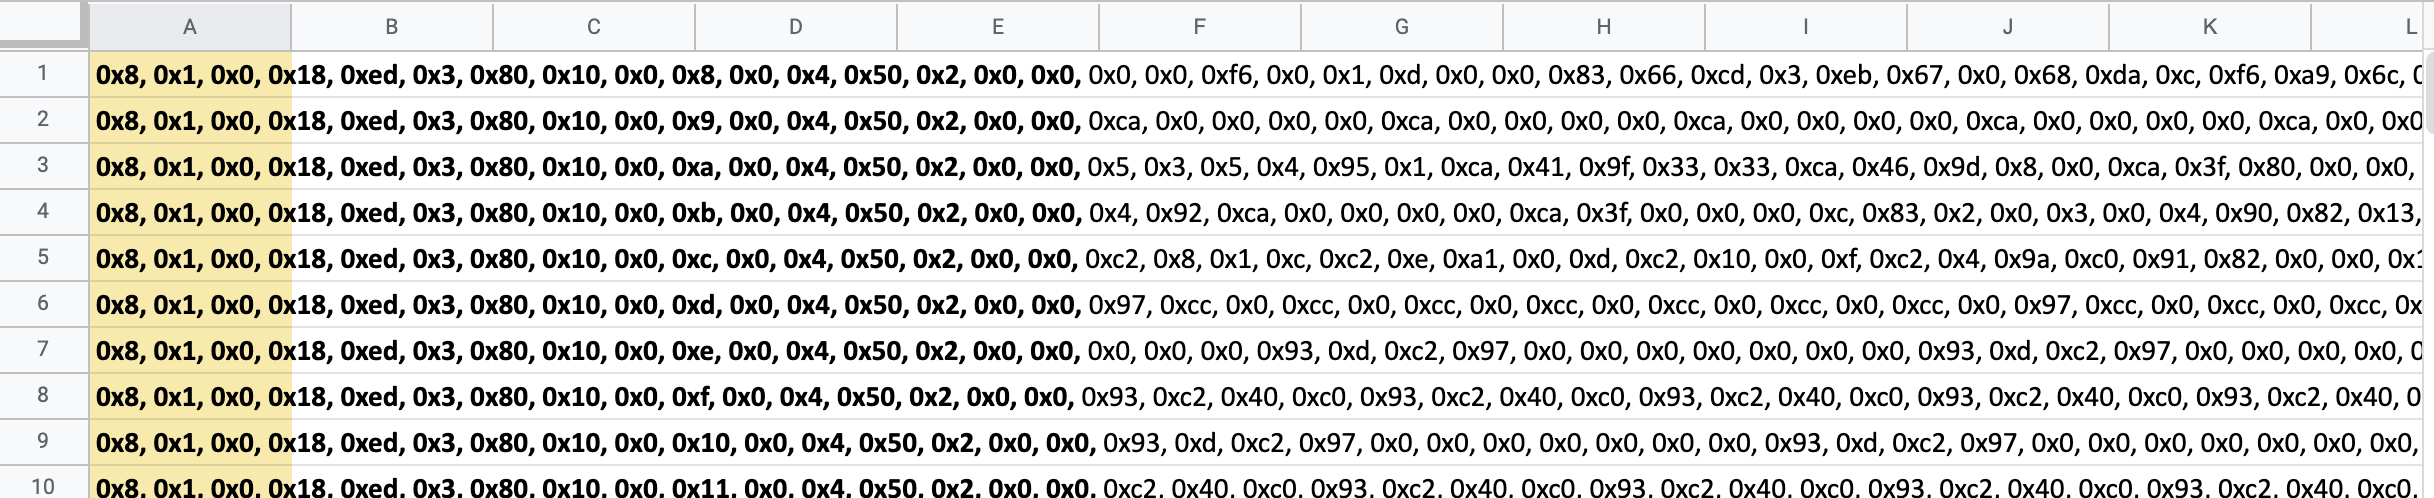 A B C D E F G H I J K L
1 0x8, 0x1, 0x0, 0x18, 0xed, 0x3, 0x80, 0x10, 0x0, 0x8, 0x0, 0x4, 0x50, 0x2, 0x0, 0x0, 0x0, 0x0, 0xf6, 0x0, 0x1, 0xd, 0x0, 0x0, 0x83, 0x66, 0xcd, 0x3, 0xeb, 0x67, 0x0, 0x68, 0xda, 0xc, 0xf6, 0xa9, 0x6c,
2 0x8, 0x1, 0x0, 0x18, 0xed, 0x3, 0x80, 0x10, 0x0, 0x9, 0x0, 0x4, 0x50, 0x2, 0x0, 0x0, 0xca, 0x0, 0x0, 0x0, 0x0, 0xca, 0x0, 0x0, 0x0, 0x0, 0xca, 0x0, 0x0, 0x0, 0x0, 0xca, 0x0, 0x0, 0x0, 0x0, 0xca, 0x0, 0x0
3 0x8, 0x1, 0x0, 0x18, 0xed, 0x3, 0x80, 0x10, 0x0, 0xa, 0x0, 0x4, 0x50, 0x2, 0x0, 0x0, 0x5, 0x3, 0x5, 0x4, 0x95, 0x1, 0xca, 0x41, 0x9f, 0x33, 0x33, 0xca, 0x46, 0x9d, 0x8, 0x0, 0xca, 0x3f, 0x80, 0x0, 0x0,
4 0x8, 0x1, 0x0, 0x18, 0xed, 0x3, 0x80, 0x10, 0x0, 0xb, 0x0, 0x4, 0x50, 0x2, 0x0, 0x0, 0x4, 0x92, 0xca, 0x0, 0x0, 0x0, 0x0, 0xca, 0x3f, 0x0, 0x0, 0x0, 0xc, 0x83, 0x2, 0x0, 0x3, 0x0, 0x4, 0x90, 0x82, 0x13,
5 0x8, 0x1, 0x0, 0x18, 0xed, 0x3, 0x80, 0x10, 0x0, 0xc, 0x0, 0x4, 0x50, 0x2, 0x0, 0x0, 0xc2, 0x8, 0x1, 0xc, 0xc2, 0xe, 0xa1, 0x0, 0xd, 0xc2, 0x10, 0x0, 0xf, 0xc2, 0x4, 0x9a, 0xc0, 0x91, 0x82, 0x0, 0x0,
6 0x8, 0x1, 0x0, 0x18, 0xed, 0x3, 0x80, 0x10, 0x0, 0xd, 0x0, 0x4, 0x50, 0x2, 0x0, 0x0, 0x97, 0xcc, 0x0, 0xcc, 0x0, 0xcc, 0x0, 0xcc, 0x0, 0xcc, 0x0, 0xcc, 0x0, 0xcc, 0x0, 0x97, 0xcc, 0x0, 0xcc, 0x0, 0xcc, 0x
7 0x8, 0x1, 0x0, 0x18, 0xed, 0x3, 0x80, 0x10, 0x0, 0xe, 0x0, 0x4, 0x50, 0x2, 0x0, 0x0, 0x0, 0x0, 0x0, 0x93, 0xd, 0xc2, 0x97, 0x0, 0x0, 0x0, 0x0, 0x0, 0x0, 0x0, 0x93, 0xd, 0xc2, 0x97, 0x0, 0x0, 0x0, 0x0,
8 0x8, 0x1, 0x0, 0x18, 0xed, 0x3, 0x80, 0x10, 0x0, 0xf, 0x0, 0x4, 0x50, 0x2, 0x0, 0x0, 0x93, 0xc2, 0x40, 0xc0, 0x93, 0xc2, 0x40, 0xc0, 0x93, 0xc2, 0x40, 0xc0, 0x93, 0xc2, 0x40, 0xc0, 0x93, 0xc2, 0x40, 0
9 0x8, 0x1, 0x0, 0x18, 0xed, 0x3, 0x80, 0x10, 0x0, 0x10, 0x0, 0x4, 0x50, 0x2, 0x0, 0x0, 0x93, 0xd, 0xc2, 0x97, 0x0, 0x0, 0x0, 0x0, 0x0, 0x0, 0x0, 0x93, 0xd, 0xc2, 0x97, 0x0, 0x0, 0x0, 0x0, 0x0, 0x0,
10 0x8, 0x1, 0x0, 0x18, 0xed, 0x3, 0x80, 0x10, 0x0, 0x11, 0x0, 0x4, 0x50, 0x2, 0x0, 0x0, 0xc2, 0x40, 0xc0, 0x93, 0xc2, 0x40, 0xc0, 0x93, 0xc2, 0x40, 0xc0, 0x93, 0xc2, 0x40, 0xc0, 0x93, 0xc2, 0x40, 0xc0,